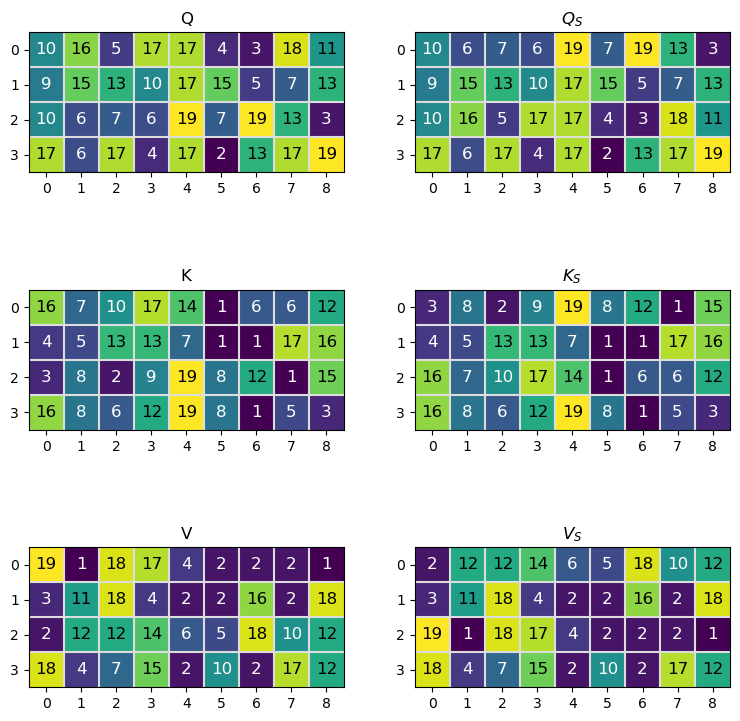 Q Q_S
0 10 16 5 17 17 4 3 18 11 0 10 6 7 6 19 7 19 13 3
1 9 15 13 10 17 15 5 7 13 1 9 15 13 10 17 15 5 7 13
2 10 6 7 6 19 7 19 13 3 2 10 16 5 17 17 4 3 18 11
3 17 6 17 4 17 2 13 17 19 3 17 6 17 4 17 2 13 17 19
0 1 2 3 4 5 6 7 8 0 1 2 3 4 5 6 7 8
K K_S
0 16 7 10 17 14 1 6 6 12 0 3 8 2 9 19 8 12 1 15
1 4 5 13 13 7 1 1 17 16 1 4 5 13 13 7 1 1 17 16
2 3 8 2 9 19 8 12 1 15 2 16 7 10 17 14 1 6 6 12
3 16 8 6 12 19 8 1 5 3 3 16 8 6 12 19 8 1 5 3
0 1 2 3 4 5 6 7 8 0 1 2 3 4 5 6 7 8
V V_S
0 19 1 18 17 4 2 2 2 1 0 2 12 12 14 6 5 18 10 12
1 3 11 18 4 2 2 16 2 18 1 3 11 18 4 2 2 16 2 18
2 2 12 12 14 6 5 18 10 12 2 19 1 18 17 4 2 2 2 1
3 18 4 7 15 2 10 2 17 12 3 18 4 7 15 2 10 2 17 12
0 1 2 3 4 5 6 7 8 0 1 2 3 4 5 6 7 8